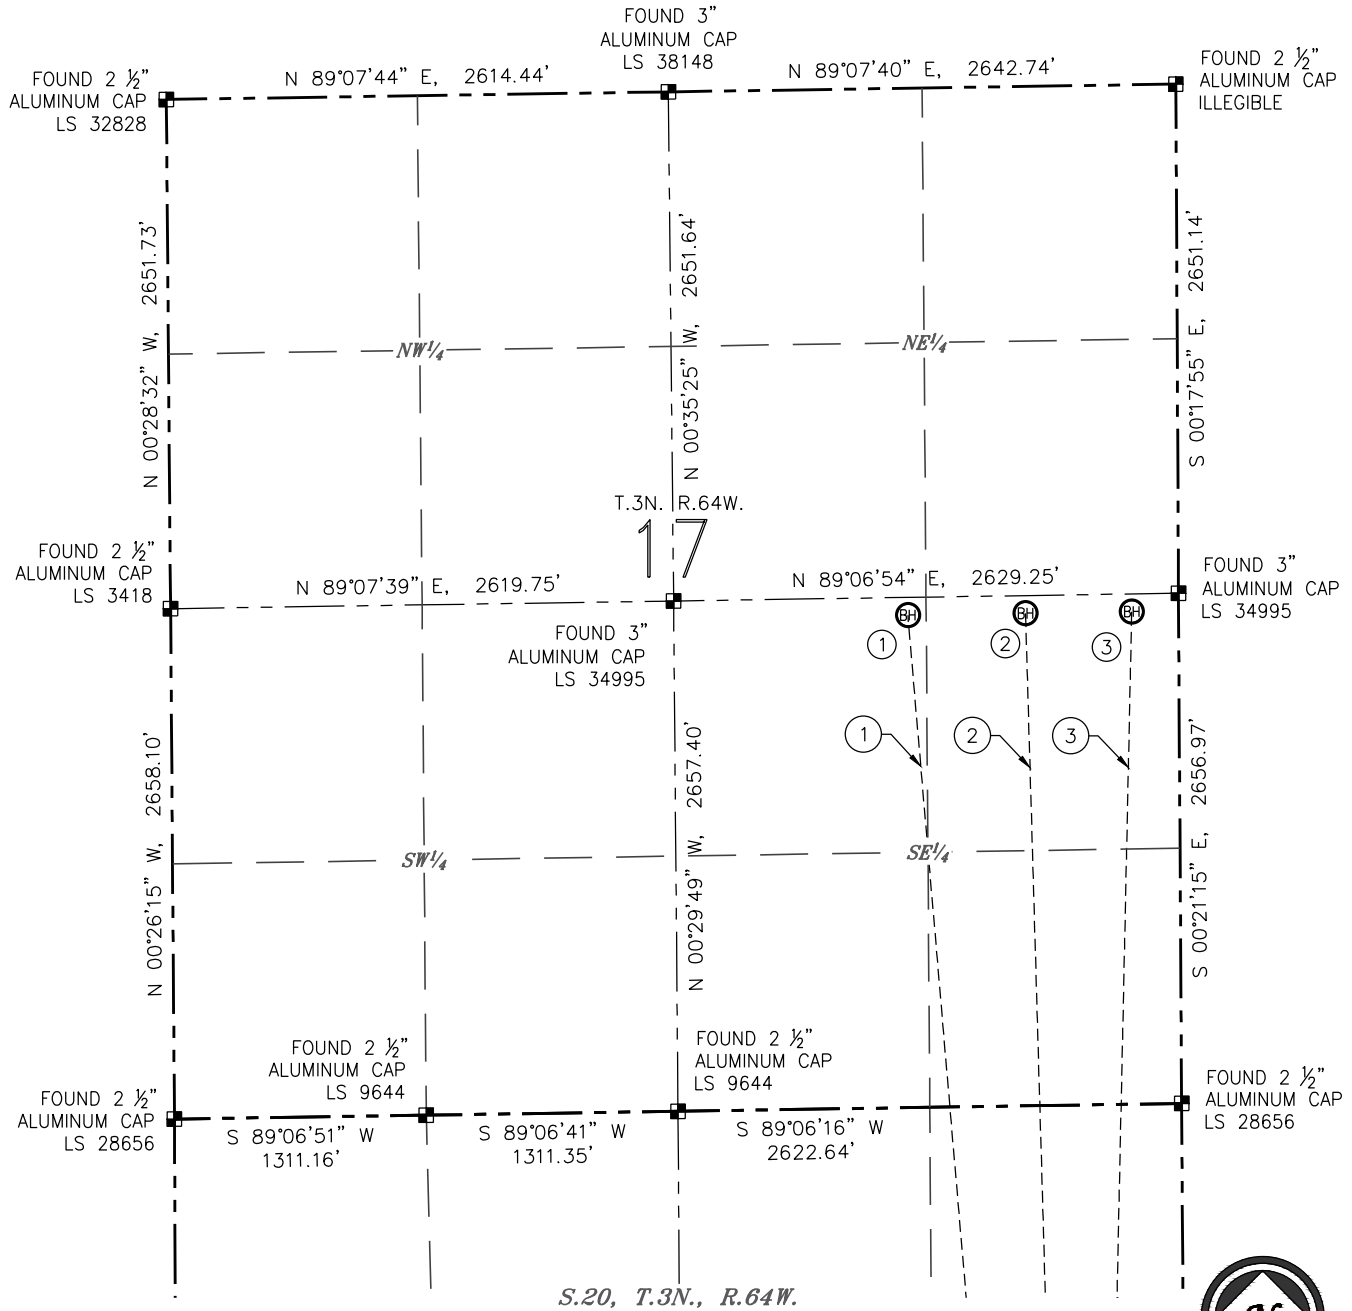 FOUND 3"
ALUMINUM CAP
LS 38148
FOUND 2 ½"
ALUMINUM CAP
LS 32828
N 89°07'44" E, 2614.44'
N 89°07'40" E, 2642.74'
FOUND 2 ½"
ALUMINUM CAP
ILLEGIBLE
N 00°28'32" W, 2651.73'
N 00°35'25" W, 2651.64'
S 00°17'55" E, 2651.14'
NW¼
NE¼
T.3N. R.64W.
17
FOUND 2 ½"
ALUMINUM CAP
LS 3418
N 89°07'39" E, 2619.75'
N 89°06'54" E, 2629.25'
FOUND 3"
ALUMINUM CAP
LS 34995
FOUND 3"
ALUMINUM CAP
LS 34995
BH
BH
BH
1
2
3
1
2
3
N 00°26'15" W, 2658.10'
N 00°29'49" W, 2657.40'
S 00°21'15" E, 2656.97'
SW¼
SE¼
FOUND 2 ½"
ALUMINUM CAP
LS 28656
FOUND 2 ½"
ALUMINUM CAP
LS 9644
FOUND 2 ½"
ALUMINUM CAP
LS 9644
FOUND 2 ½"
ALUMINUM CAP
LS 28656
S 89°06'51" W
1311.16'
S 89°06'41" W
1311.35'
S 89°06'16" W
2622.64'
S.20, T.3N., R.64W.